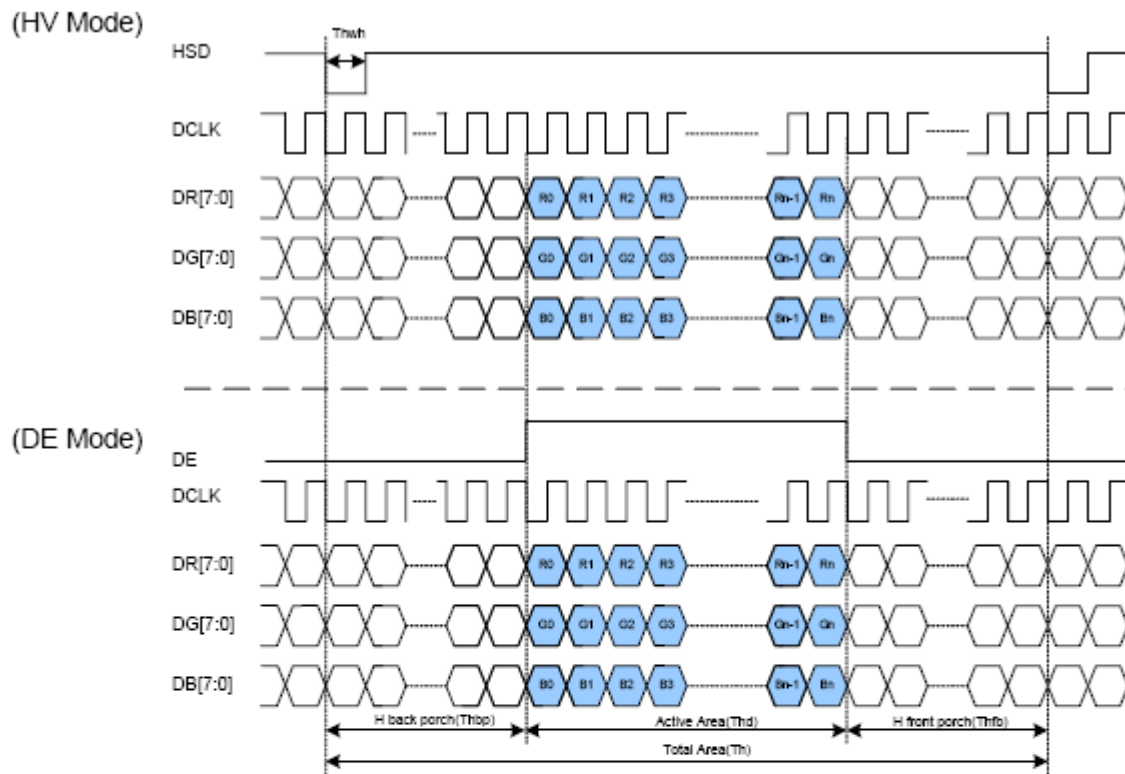 (HV Mode)
Thwh
HSD
DCLK
DR[7:0] R0 R1 R2 R3 Rn-1 Rn
DG[7:0] G0 G1 G2 G3 Gn-1 Gn
DB[7:0] B0 B1 B2 B3 Bn-1 Bn
(DE Mode)
DE
DCLK
DR[7:0] R0 R1 R2 R3 Rn-1 Rn
DG[7:0] G0 G1 G2 G3 Gn-1 Gn
DB[7:0] B0 B1 B2 B3 Bn-1 Bn
H back porch(Thbp) Active Area(Thd) H front porch(Thfb)
Total Area(Th)